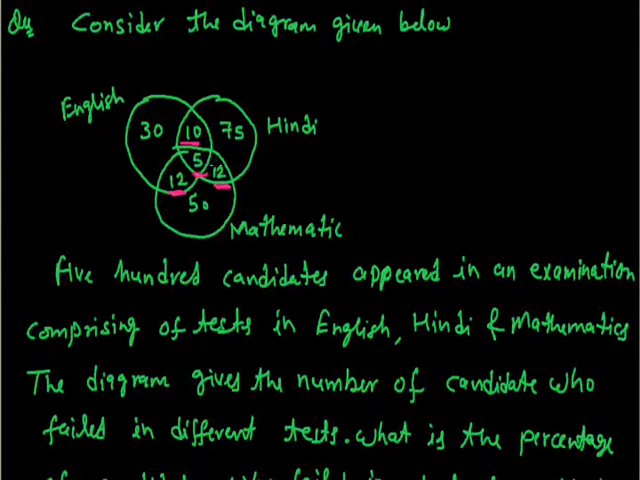 Qu Consider the diagram given below
English
Hindi
30 10 75
5
12 12
50
Mathematic
five hundred candidates appeared in an examination
comprising of tests in English, Hindi & Mathematics
The diagram gives the number of candidate who
failed in different tests. what is the percentage